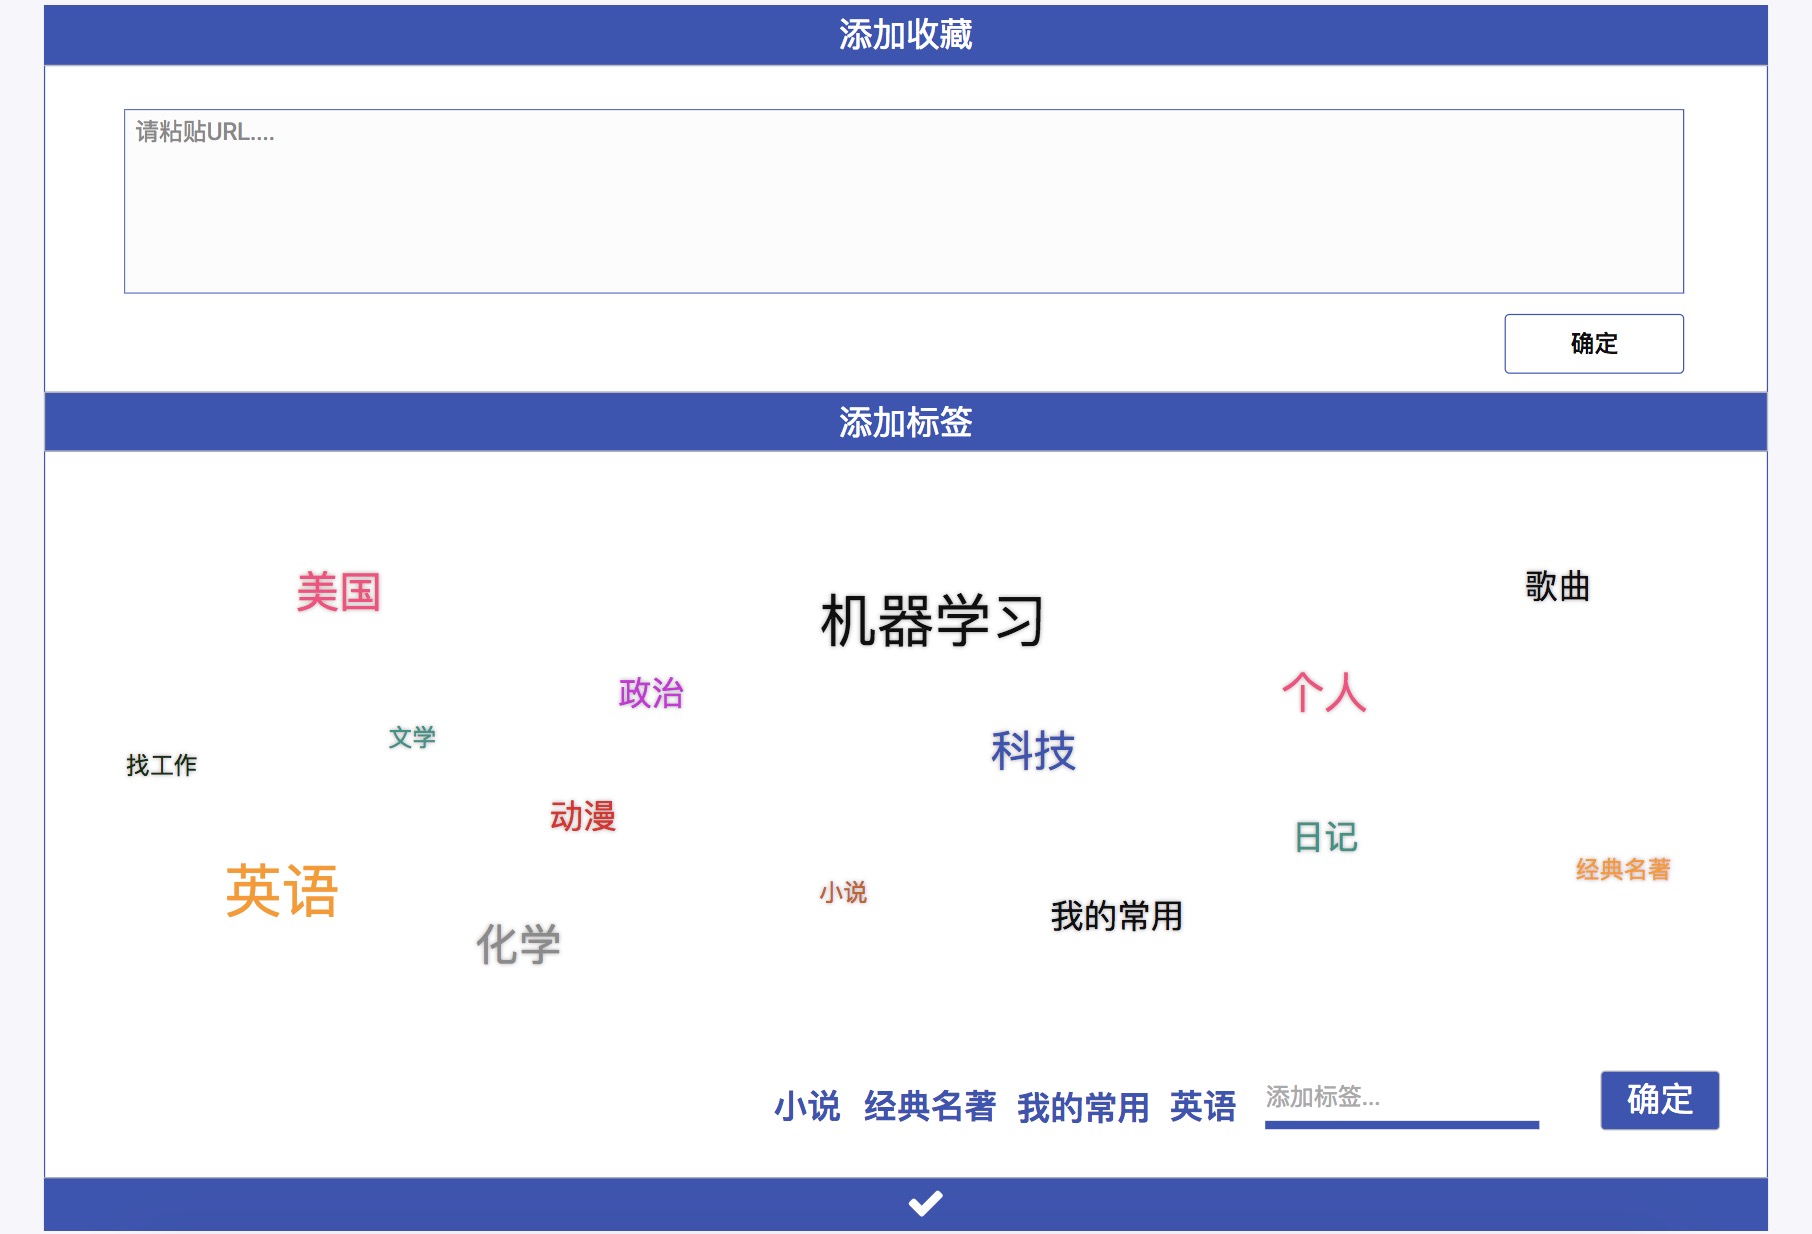 添加收藏
请粘贴URL....
确定
添加标签
美国
机器学习
歌曲
政治
个人
文学
科技
找工作
动漫
日记
英语
小说
经典名著
我的常用
化学
小说 经典名著 我的常用 英语 添加标签... 确定